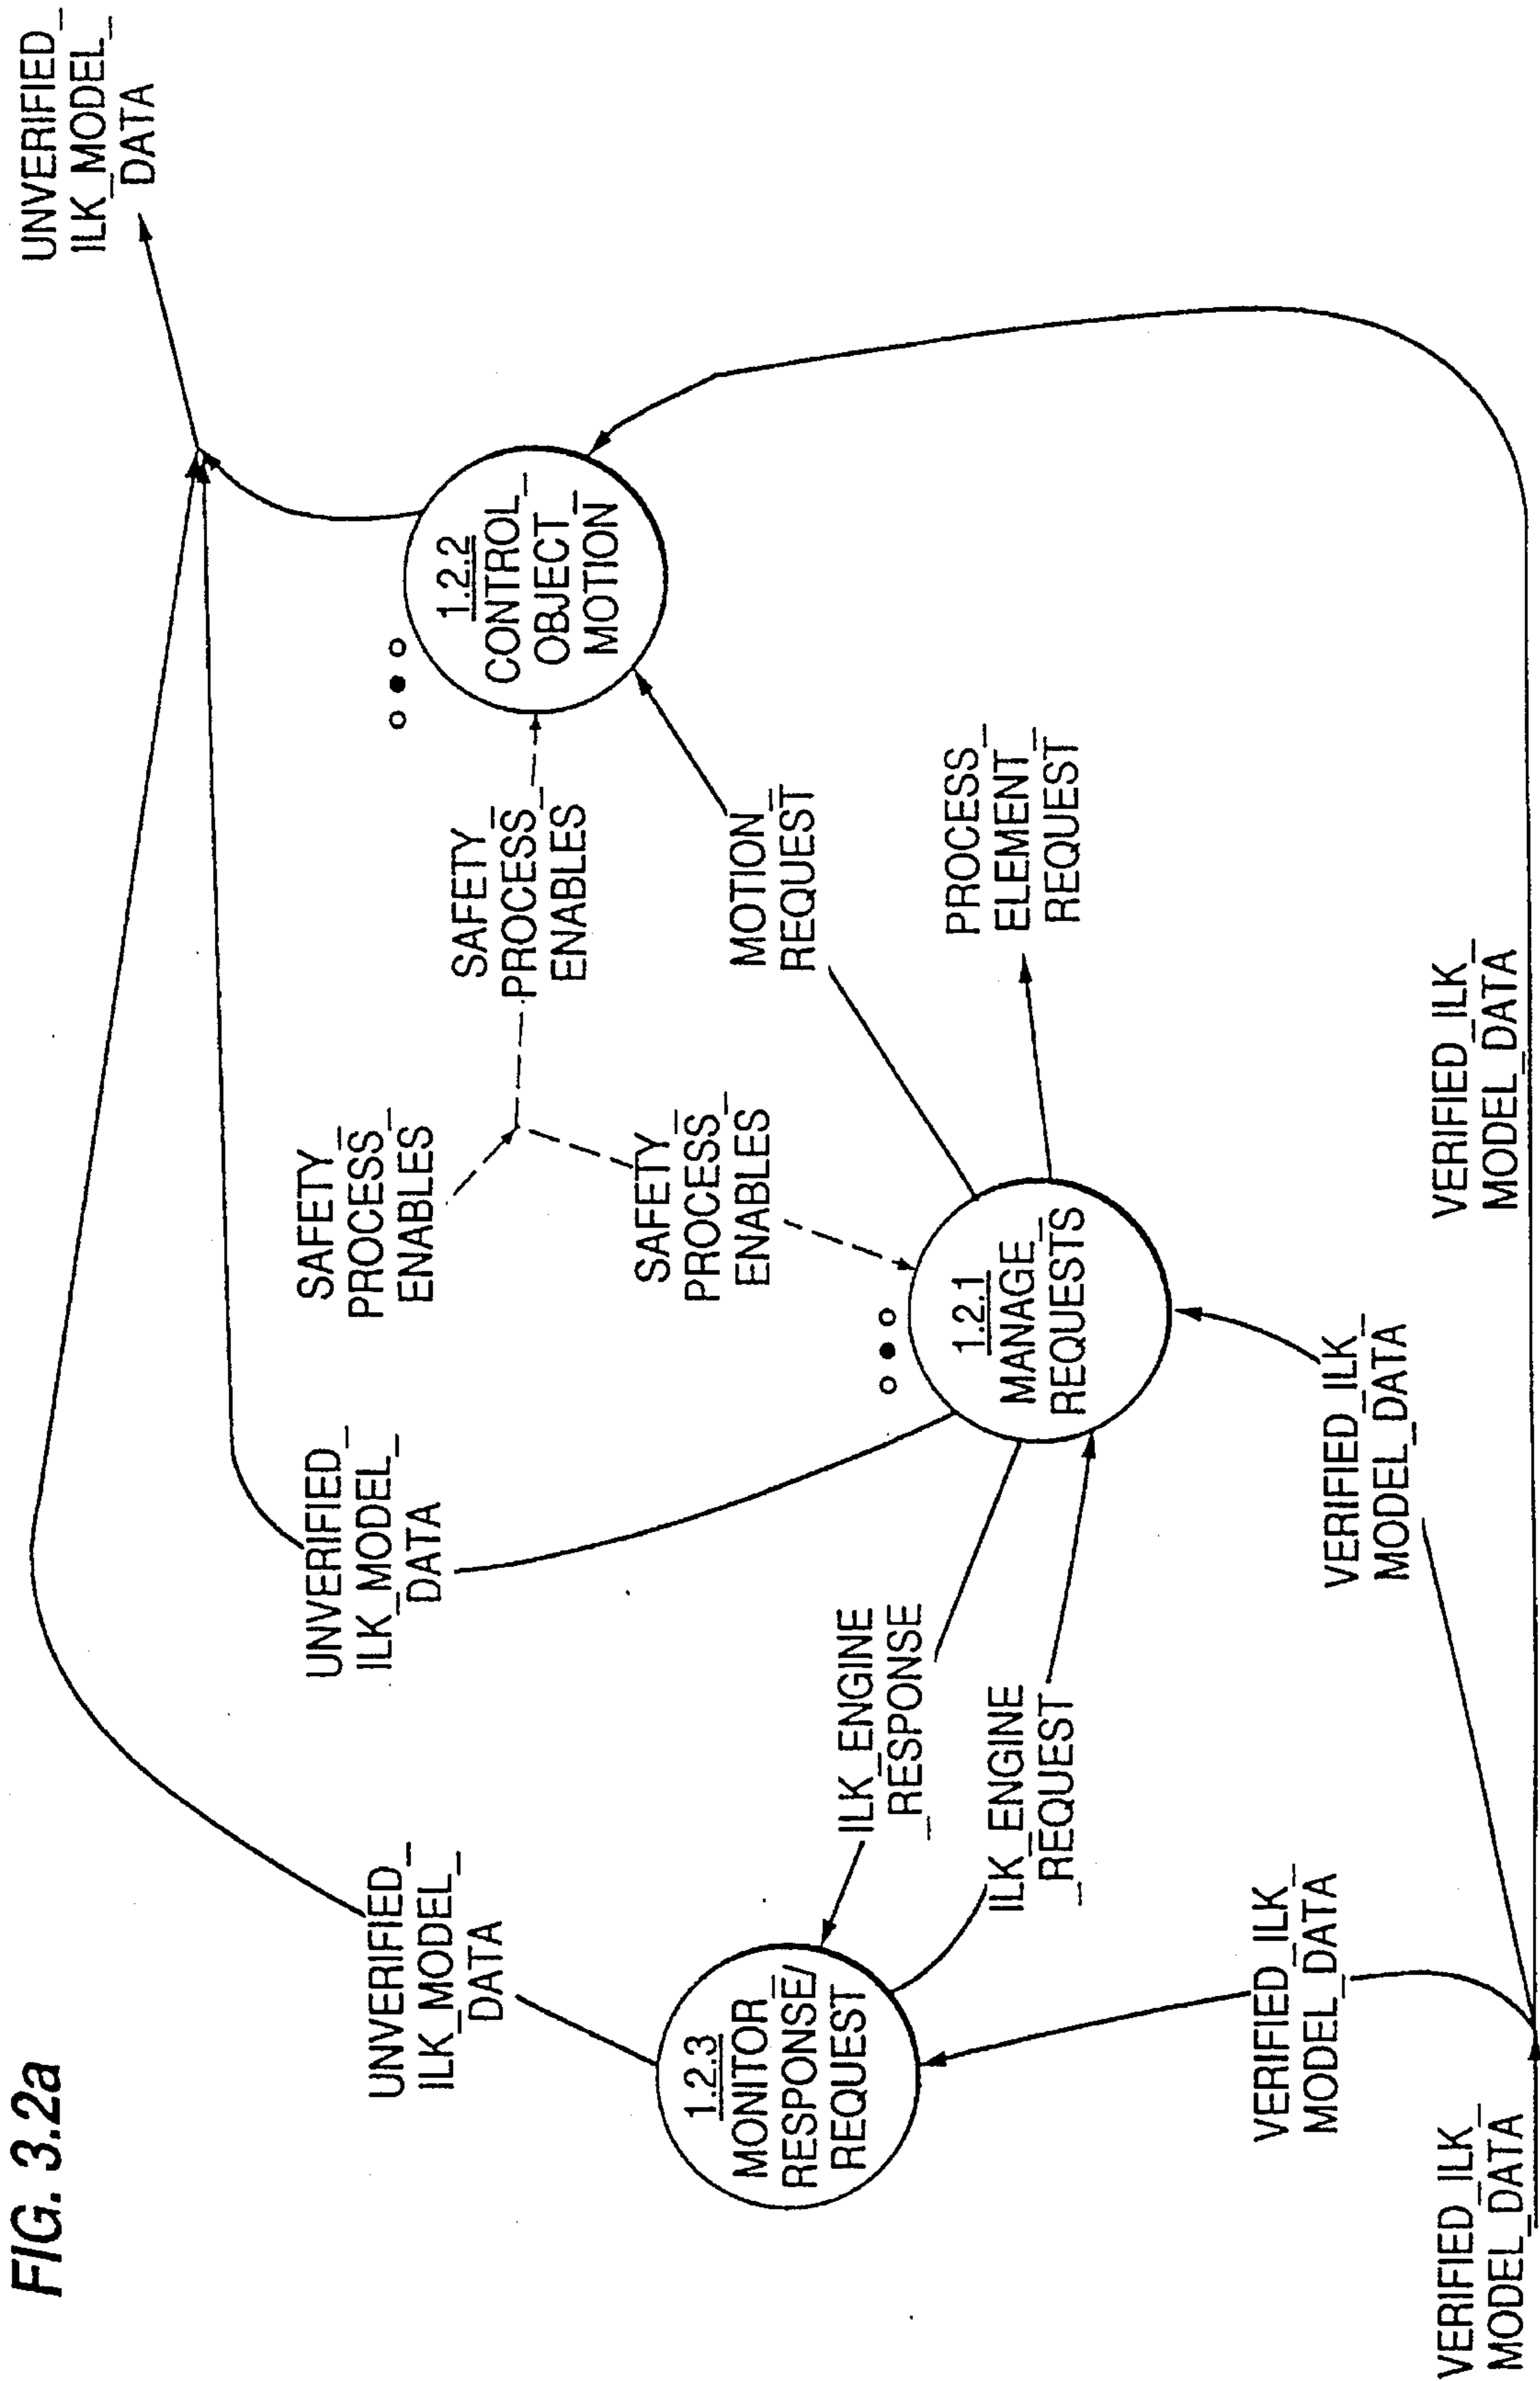 FIG. 3.2a
UNVERIFIED_
ILK_MODEL_
DATA
UNVERIFIED_
ILK_MODEL_
DATA
UNVERIFIED_
ILK_MODEL_
DATA
SAFETY_
PROCESS_
ENABLES
SAFETY_
PROCESS_
ENABLES
SAFETY_
PROCESS_
ENABLES
1.2.2
CONTROL_
OBJECT_
MOTION
1.2.3
MONITOR_
RESPONSE/
REQUEST
ILK_ENGINE
_RESPONSE
ILK_ENGINE
_REQUEST
1.2.1
MANAGE_
REQUESTS
MOTION_
REQUEST
PROCESS_
ELEMENT_
REQUEST
VERIFIED_ILK_
MODEL_DATA
VERIFIED_ILK_
MODEL_DATA
VERIFIED_ILK_
MODEL_DATA
VERIFIED_ILK_
MODEL_DATA